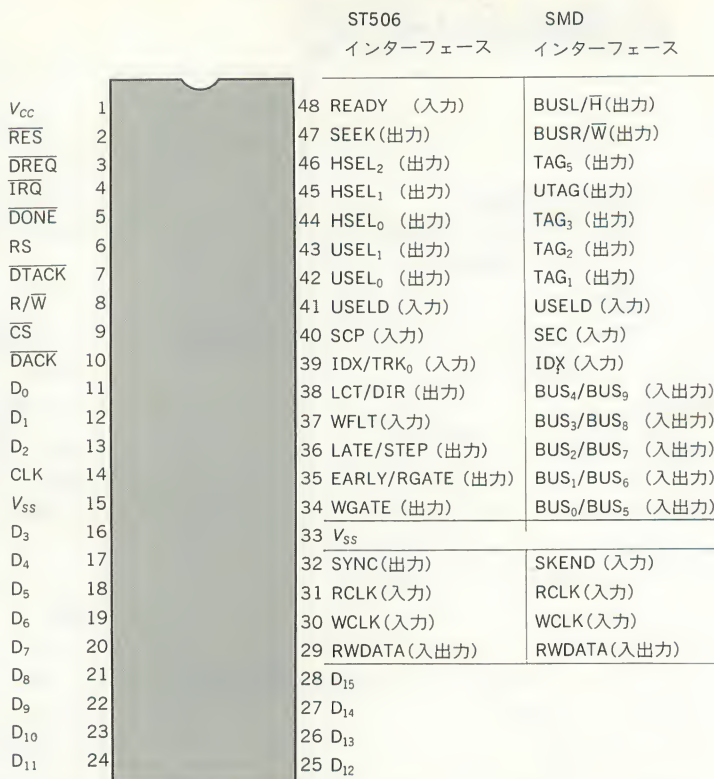 ST506 SMD
インターフェース インターフェース
V_CC 1 48 READY (入力) BUSL/H̅(出力)
R̅E̅S̅ 2 47 SEEK(出力) BUSR/W̅(出力)
D̅R̅E̅Q̅ 3 46 HSEL₂ (出力) TAG₅ (出力)
I̅R̅Q̅ 4 45 HSEL₁ (出力) UTAG(出力)
D̅O̅N̅E̅ 5 44 HSEL₀ (出力) TAG₃ (出力)
RS 6 43 USEL₁ (出力) TAG₂ (出力)
D̅T̅A̅C̅K̅ 7 42 USEL₀ (出力) TAG₁ (出力)
R/W̅ 8 41 USELD (入力) USELD (入力)
C̅S̅ 9 40 SCP (入力) SEC (入力)
D̅A̅C̅K̅ 10 39 IDX/TRK₀ (入力) IDX (入力)
D₀ 11 38 LCT/DIR (出力) BUS₄/BUS₉ (入出力)
D₁ 12 37 WFLT(入力) BUS₃/BUS₈ (入出力)
D₂ 13 36 LATE/STEP (出力) BUS₂/BUS₇ (入出力)
CLK 14 35 EARLY/RGATE (出力) BUS₁/BUS₆ (入出力)
V_SS 15 34 WGATE (出力) BUS₀/BUS₅ (入出力)
D₃ 16 33 V_SS
D₄ 17 32 SYNC(出力) SKEND (入力)
D₅ 18 31 RCLK(入力) RCLK(入力)
D₆ 19 30 WCLK(入力) WCLK(入力)
D₇ 20 29 RWDATA(入出力) RWDATA(入出力)
D₈ 21 28 D₁₅
D₉ 22 27 D₁₄
D₁₀ 23 26 D₁₃
D₁₁ 24 25 D₁₂